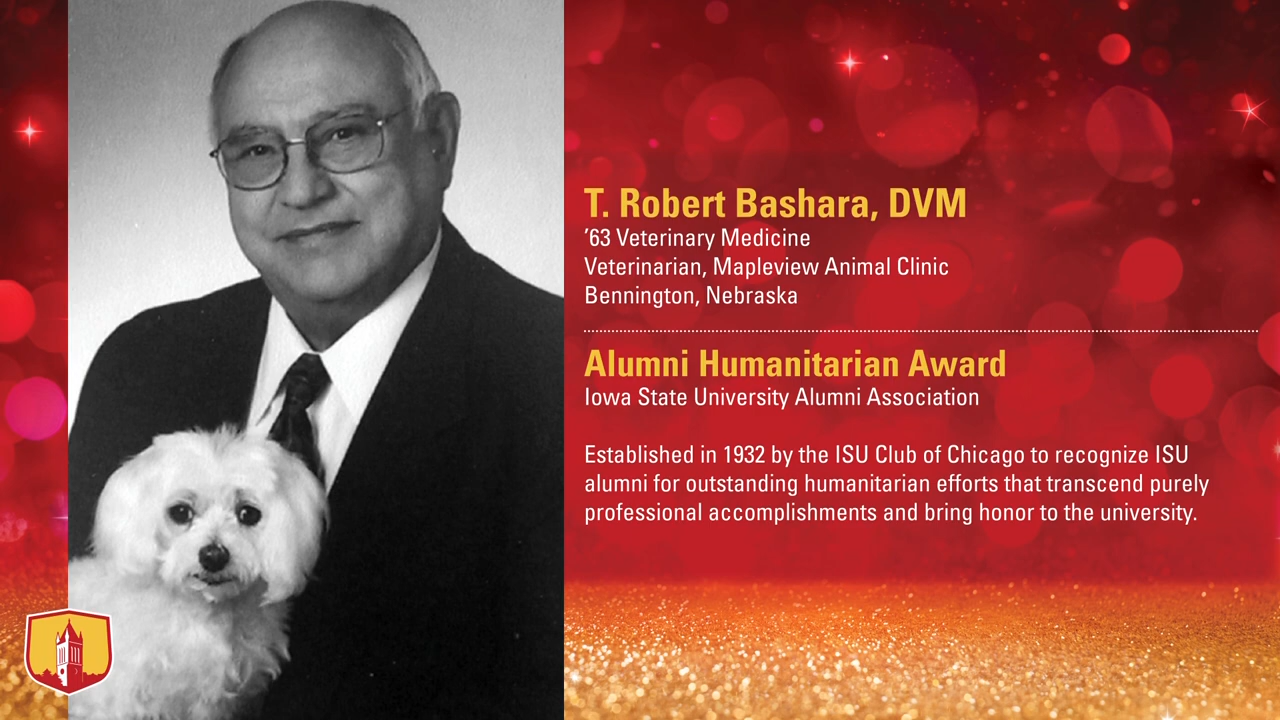 T. Robert Bashara, DVM
’63 Veterinary Medicine
Veterinarian, Mapleview Animal Clinic
Bennington, Nebraska
Alumni Humanitarian Award
Iowa State University Alumni Association
Established in 1932 by the ISU Club of Chicago to recognize ISU
alumni for outstanding humanitarian efforts that transcend purely
professional accomplishments and bring honor to the university.